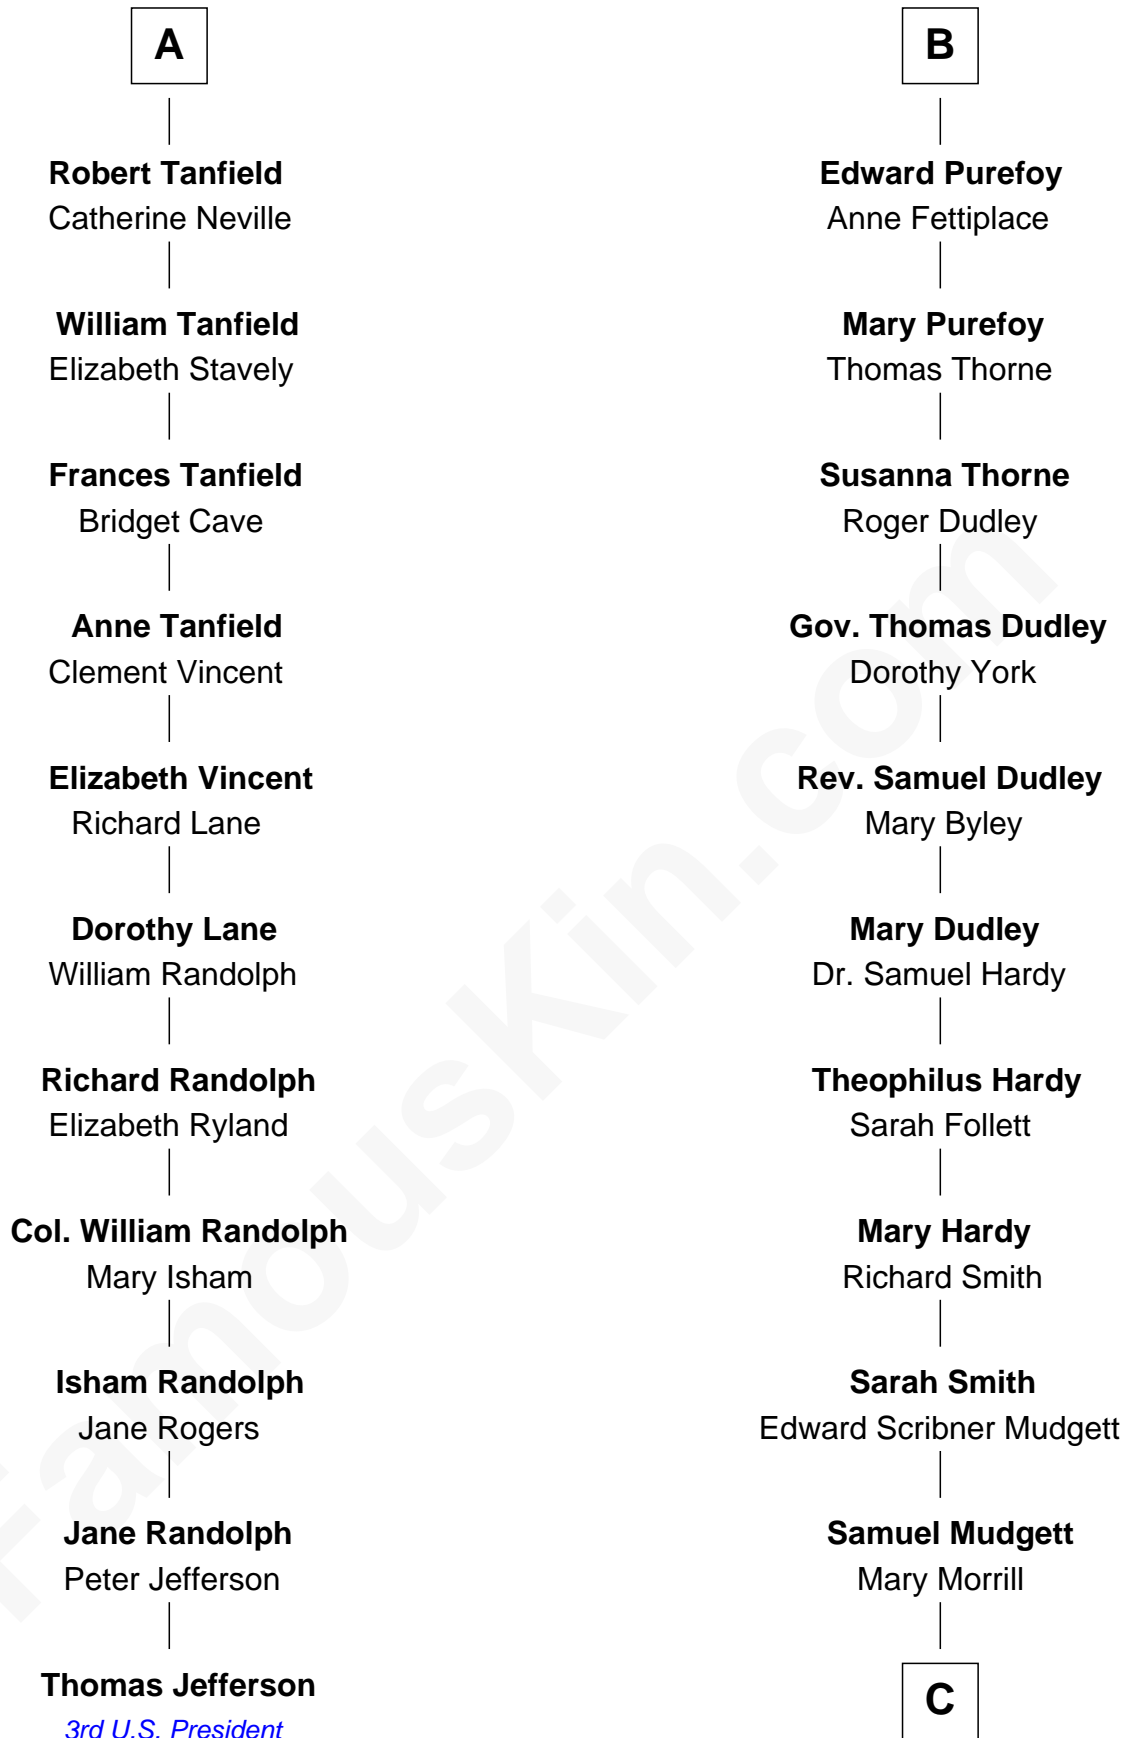 A
Robert Tanfield
Catherine Neville
William Tanfield
Elizabeth Stavely
Frances Tanfield
Bridget Cave
Anne Tanfield
Clement Vincent
Elizabeth Vincent
Richard Lane
Dorothy Lane
William Randolph
Richard Randolph
Elizabeth Ryland
Col. William Randolph
Mary Isham
Isham Randolph
Jane Rogers
Jane Randolph
Peter Jefferson
Thomas Jefferson
3rd U.S. President
B
Edward Purefoy
Anne Fettiplace
Mary Purefoy
Thomas Thorne
Susanna Thorne
Roger Dudley
Gov. Thomas Dudley
Dorothy York
Rev. Samuel Dudley
Mary Byley
Mary Dudley
Dr. Samuel Hardy
Theophilus Hardy
Sarah Follett
Mary Hardy
Richard Smith
Sarah Smith
Edward Scribner Mudgett
Samuel Mudgett
Mary Morrill
C
FamousKin.com